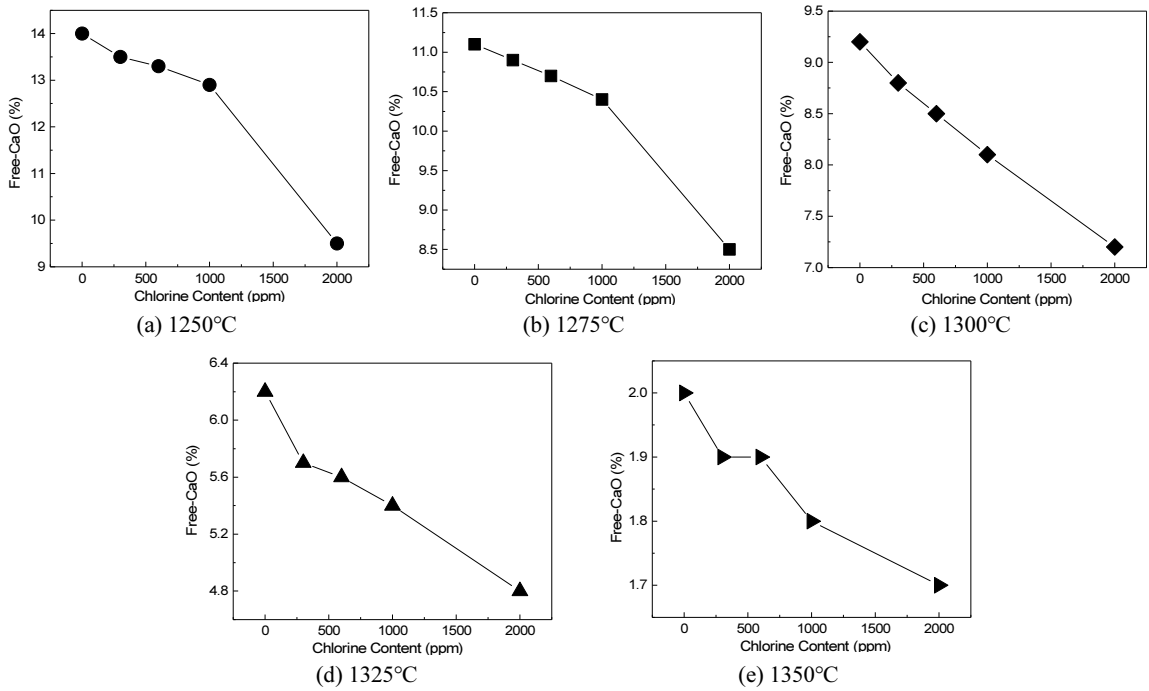 14
13
12
11
10
9
Free-CaO (%)
0 500 1000 1500 2000
Chlorine Content (ppm)
(a) 1250°C
11.5
11.0
10.5
10.0
9.5
9.0
8.5
Free-CaO (%)
0 500 1000 1500 2000
Chlorine Content (ppm)
(b) 1275°C
9.5
9.0
8.5
8.0
7.5
7.0
Free-CaO (%)
0 500 1000 1500 2000
Chlorine Content (ppm)
(c) 1300°C
6.4
6.0
5.6
5.2
4.8
Free-CaO (%)
0 500 1000 1500 2000
Chlorine Content (ppm)
(d) 1325°C
2.0
1.9
1.8
1.7
Free-CaO (%)
0 500 1000 1500 2000
Chlorine Content (ppm)
(e) 1350°C